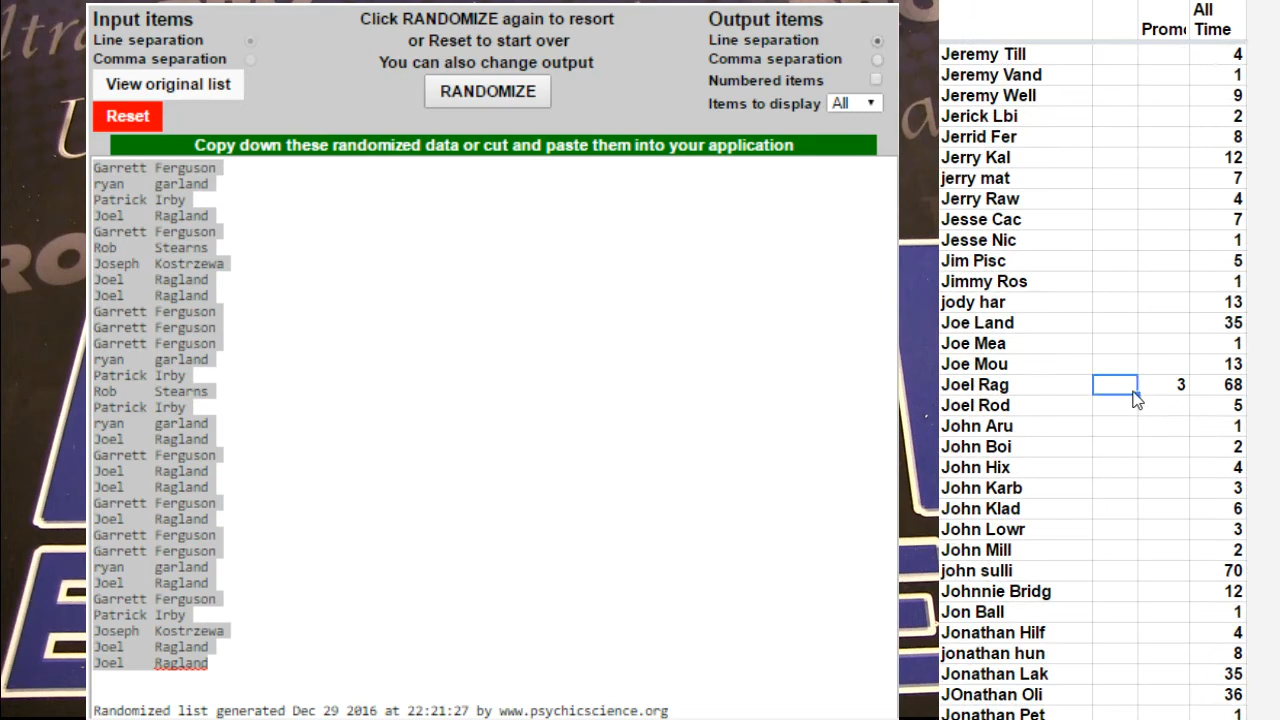 Input items
Line separation
Comma separation
View original list
Reset
Click RANDOMIZE again to resort
or Reset to start over
You can also change output
RANDOMIZE
Output items
Line separation
Comma separation
Numbered items
Items to display All
Copy down these randomized data or cut and paste them into your application
Garrett Ferguson
ryan garland
Patrick Irby
Joel Ragland
Garrett Ferguson
Rob Stearns
Joseph Kostrzewa
Joel Ragland
Joel Ragland
Garrett Ferguson
Garrett Ferguson
Garrett Ferguson
ryan garland
Patrick Irby
Rob Stearns
Patrick Irby
ryan garland
Joel Ragland
Garrett Ferguson
Joel Ragland
Joel Ragland
Garrett Ferguson
Joel Ragland
Garrett Ferguson
Garrett Ferguson
ryan garland
Joel Ragland
Garrett Ferguson
Patrick Irby
Joseph Kostrzewa
Joel Ragland
Joel Ragland
Randomized list generated Dec 29 2016 at 22:21:27 by www.psychicscience.org
All
Prom Time
Jeremy Till 4
Jeremy Vand 1
Jeremy Well 9
Jerick Lbi 2
Jerrid Fer 8
Jerry Kal 12
jerry mat 7
Jerry Raw 4
Jesse Cac 7
Jesse Nic 1
Jim Pisc 5
Jimmy Ros 1
jody har 13
Joe Land 35
Joe Mea 1
Joe Mou 13
Joel Rag 3 68
Joel Rod 5
John Aru 1
John Boi 2
John Hix 4
John Karb 3
John Klad 6
John Lowr 3
John Mill 2
john sulli 70
Johnnie Bridg 12
Jon Ball 1
Jonathan Hilf 4
jonathan hun 8
Jonathan Lak 35
JOnathan Oli 36
Jonathan Pet 1